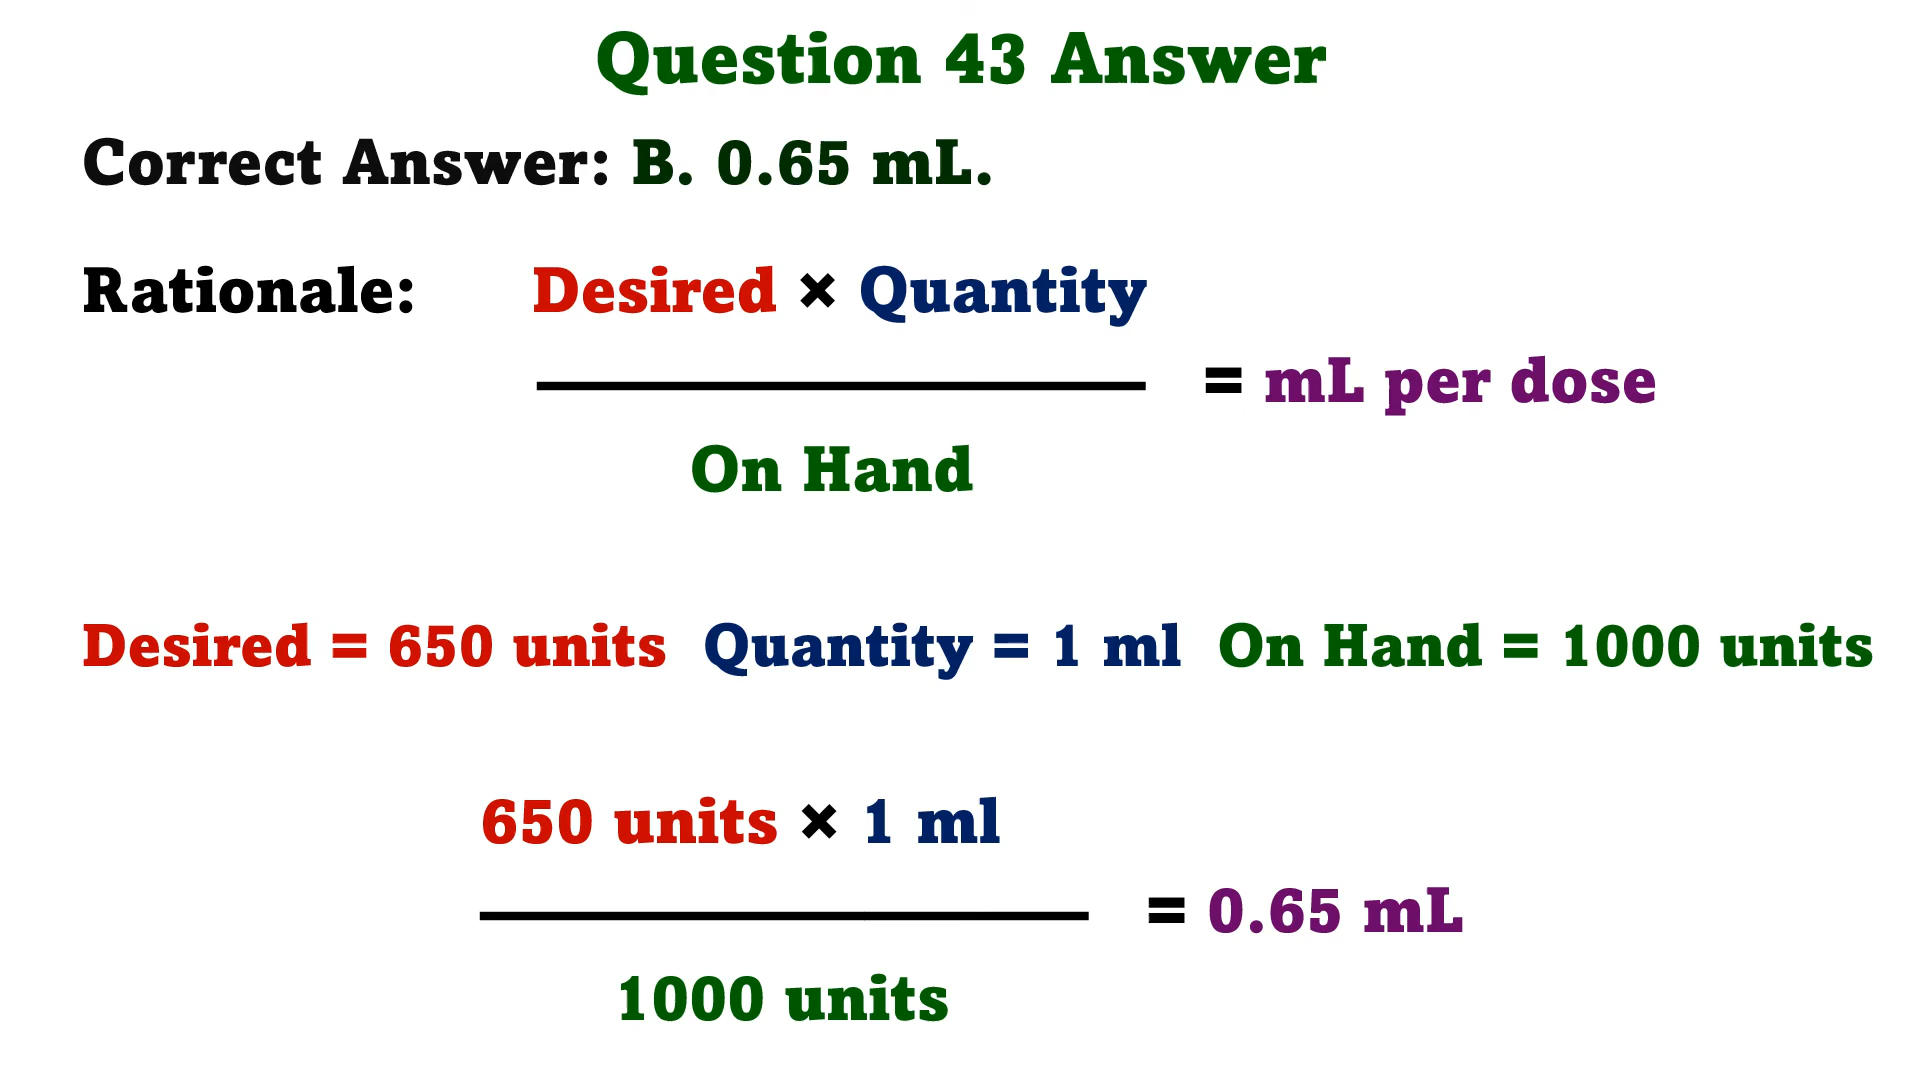 Question 43 Answer
Correct Answer: B. 0.65 mL.
Rationale: Desired × Quantity
= mL per dose
On Hand
Desired = 650 units Quantity = 1 ml On Hand = 1000 units
650 units × 1 ml
= 0.65 mL
1000 units